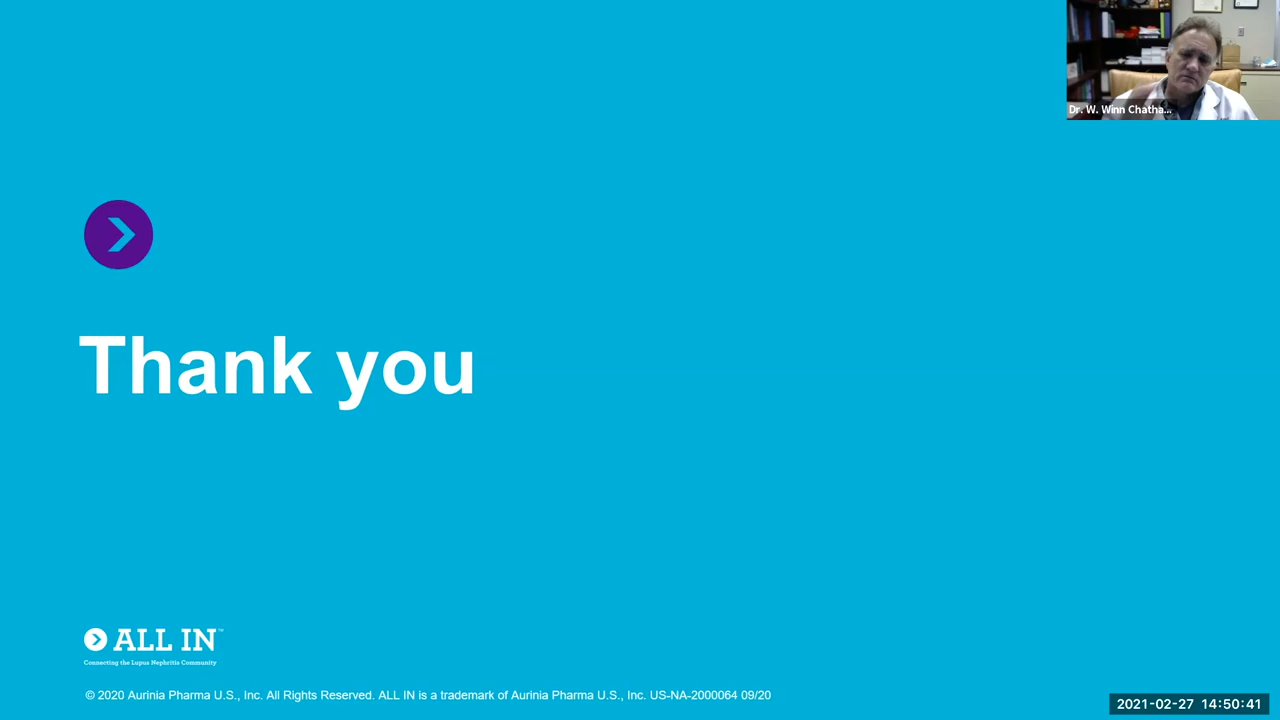 Dr. W. Winn Chatha...
Thank you
ALL IN™
Connecting the Lupus Nephritis Community
© 2020 Aurinia Pharma U.S., Inc. All Rights Reserved. ALL IN is a trademark of Aurinia Pharma U.S., Inc. US-NA-2000064 09/20
2021-02-27 14:50:41